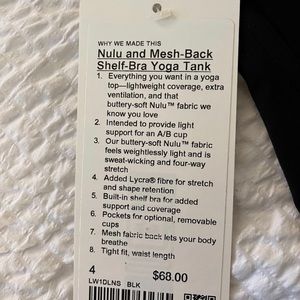 WHY WE MADE THIS
Nulu and Mesh-Back
Shelf-Bra Yoga Tank
1. Everything you want in a yoga
top—lightweight coverage, extra
ventilation, and that
buttery-soft Nulu™ fabric we
know you love
2. Intended to provide light
support for an A/B cup
3. Our buttery-soft Nulu™ fabric
feels weightlessly light and is
sweat-wicking and four-way
stretch
4. Added Lycra® fibre for stretch
and shape retention
5. Built-in shelf bra for added
support and coverage
6. Pockets for optional, removable
cups
7. Mesh fabric back lets your body
breathe
8. Tight fit, waist length
4 $68.00
LW1DLNS BLK